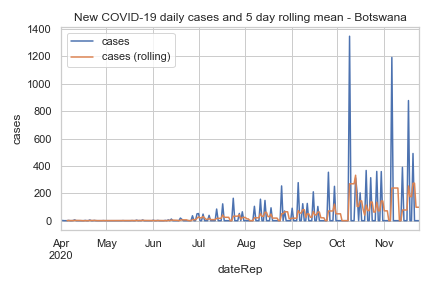 New COVID-19 daily cases and 5 day rolling mean - Botswana
cases
cases (rolling)
1400
1200
1000
800
600
400
200
0
cases
Apr
2020
May
Jun
Jul
Aug
Sep
Oct
Nov
dateRep